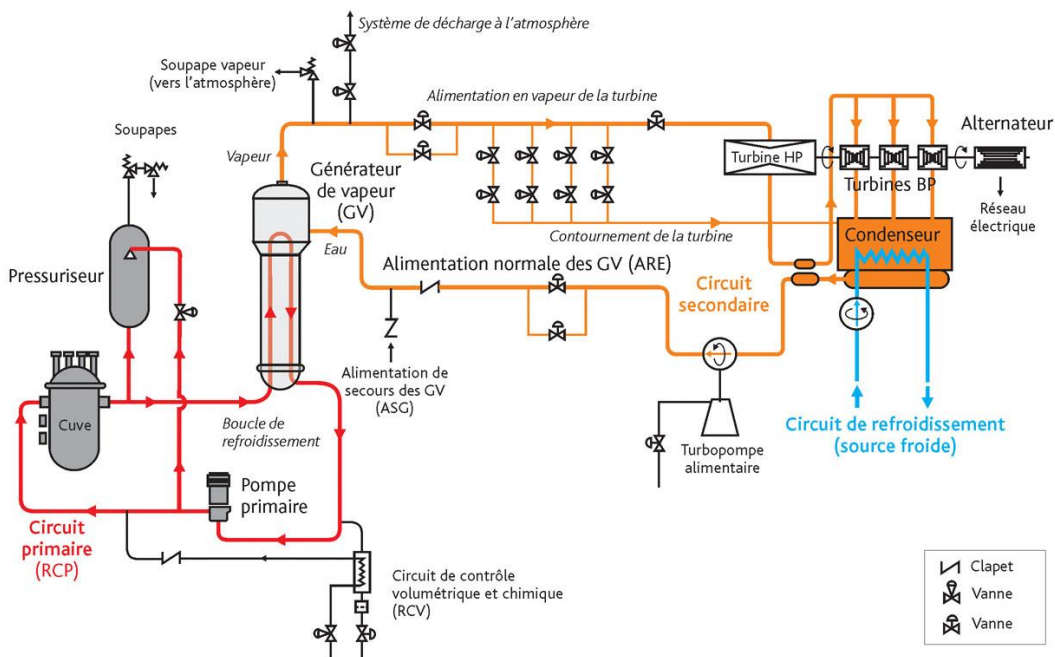 Système de décharge à l'atmosphère
Soupape vapeur
(vers l'atmosphère)
Alimentation en vapeur de la turbine
Soupapes
Alternateur
Vapeur
Turbine HP
Générateur
de vapeur
(GV)
Turbines BP
Réseau
électrique
Eau
Contournement de la turbine
Condenseur
Pressuriseur
Alimentation normale des GV (ARE)
Circuit
secondaire
Alimentation de
secours des GV
(ASG)
Cuve
Boucle de
refroidissement
Circuit de refroidissement
(source froide)
Turbopompe
alimentaire
Pompe
primaire
Circuit
primaire
(RCP)
Circuit de contrôle
volumétrique et chimique
(RCV)
Clapet
Vanne
Vanne